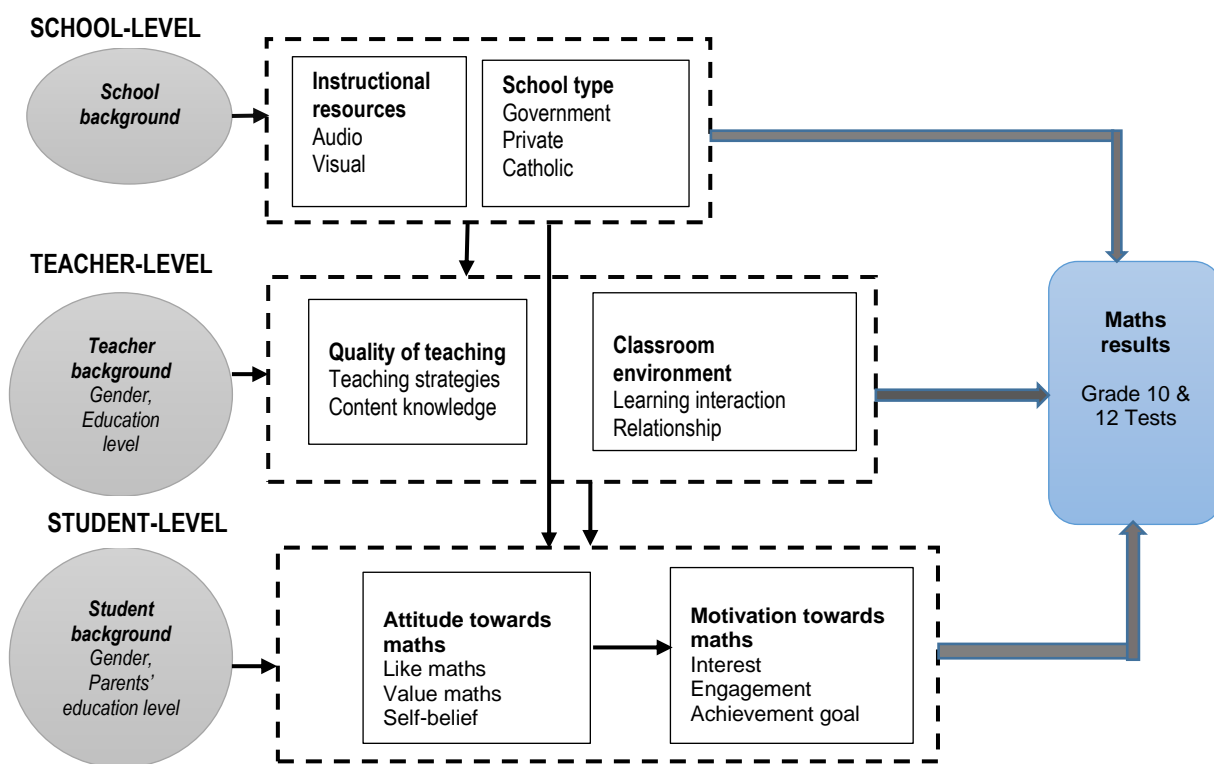 SCHOOL-LEVEL
School
background
Instructional
resources
Audio
Visual
School type
Government
Private
Catholic
TEACHER-LEVEL
Teacher
background
Gender,
Education
level
Quality of teaching
Teaching strategies
Content knowledge
Classroom
environment
Learning interaction
Relationship
Maths
results
Grade 10 &
12 Tests
STUDENT-LEVEL
Student
background
Gender,
Parents’
education level
Attitude towards
maths
Like maths
Value maths
Self-belief
Motivation towards
maths
Interest
Engagement
Achievement goal